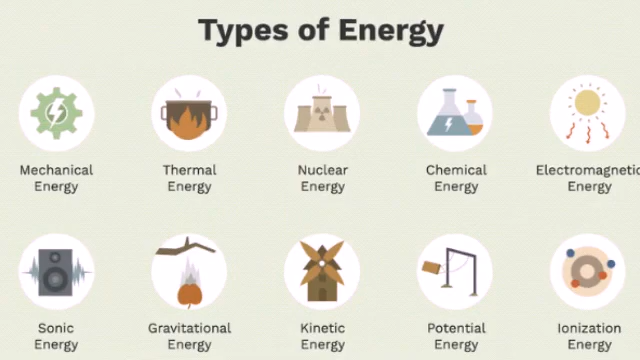 Types of Energy
Mechanical
Energy
Thermal
Energy
Nuclear
Energy
Chemical
Energy
Electromagnetic
Energy
Sonic
Energy
Gravitational
Energy
Kinetic
Energy
Potential
Energy
Ionization
Energy